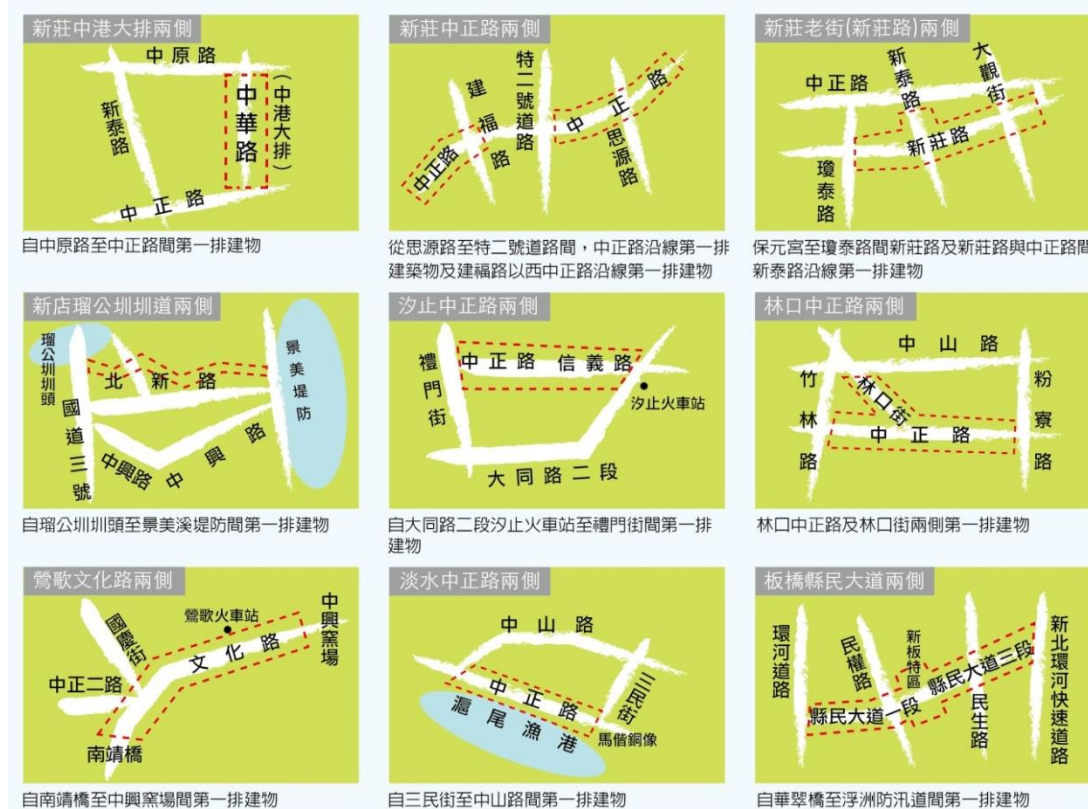 新莊中港大排兩側
中原路
新泰路
中華路
(中港大排)
中正路
自中原路至中正路間第一排建物
新莊中正路兩側
特二號道路
建福路
中正路
中正路
思源路
從思源路至特二號道路間，中正路沿線第一排
建築物及建福路以西中正路沿線第一排建物
新莊老街(新莊路)兩側
中正路
新泰路
大觀街
新莊路
瓊泰路
保元宮至瓊泰路間新莊路及新莊路與中正路間
新泰路沿線第一排建物
新店瑠公圳圳道兩側
瑠公圳圳頭
北新路
景美堤防
國道三號
中興路
中興路
自瑠公圳圳頭至景美溪堤防間第一排建物
汐止中正路兩側
禮門街
中正路
信義路
汐止火車站
大同路二段
自大同路二段汐止火車站至禮門街間第一排
建物
林口中正路兩側
中山路
竹林路
林口街
粉寮路
中正路
林口中正路及林口街兩側第一排建物
鶯歌文化路兩側
國慶街
鶯歌火車站
中興窯場
文化路
中正二路
南靖橋
自南靖橋至中興窯場間第一排建物
淡水中正路兩側
中山路
中正路
三民街
滬尾漁港
馬偕銅像
自三民街至中山路間第一排建物
板橋縣民大道兩側
環河道路
民權路
新板特區
縣民大道三段
新北環河快速道路
縣民大道一段
民生路
自華翠橋至浮洲防汛道間第一排建物